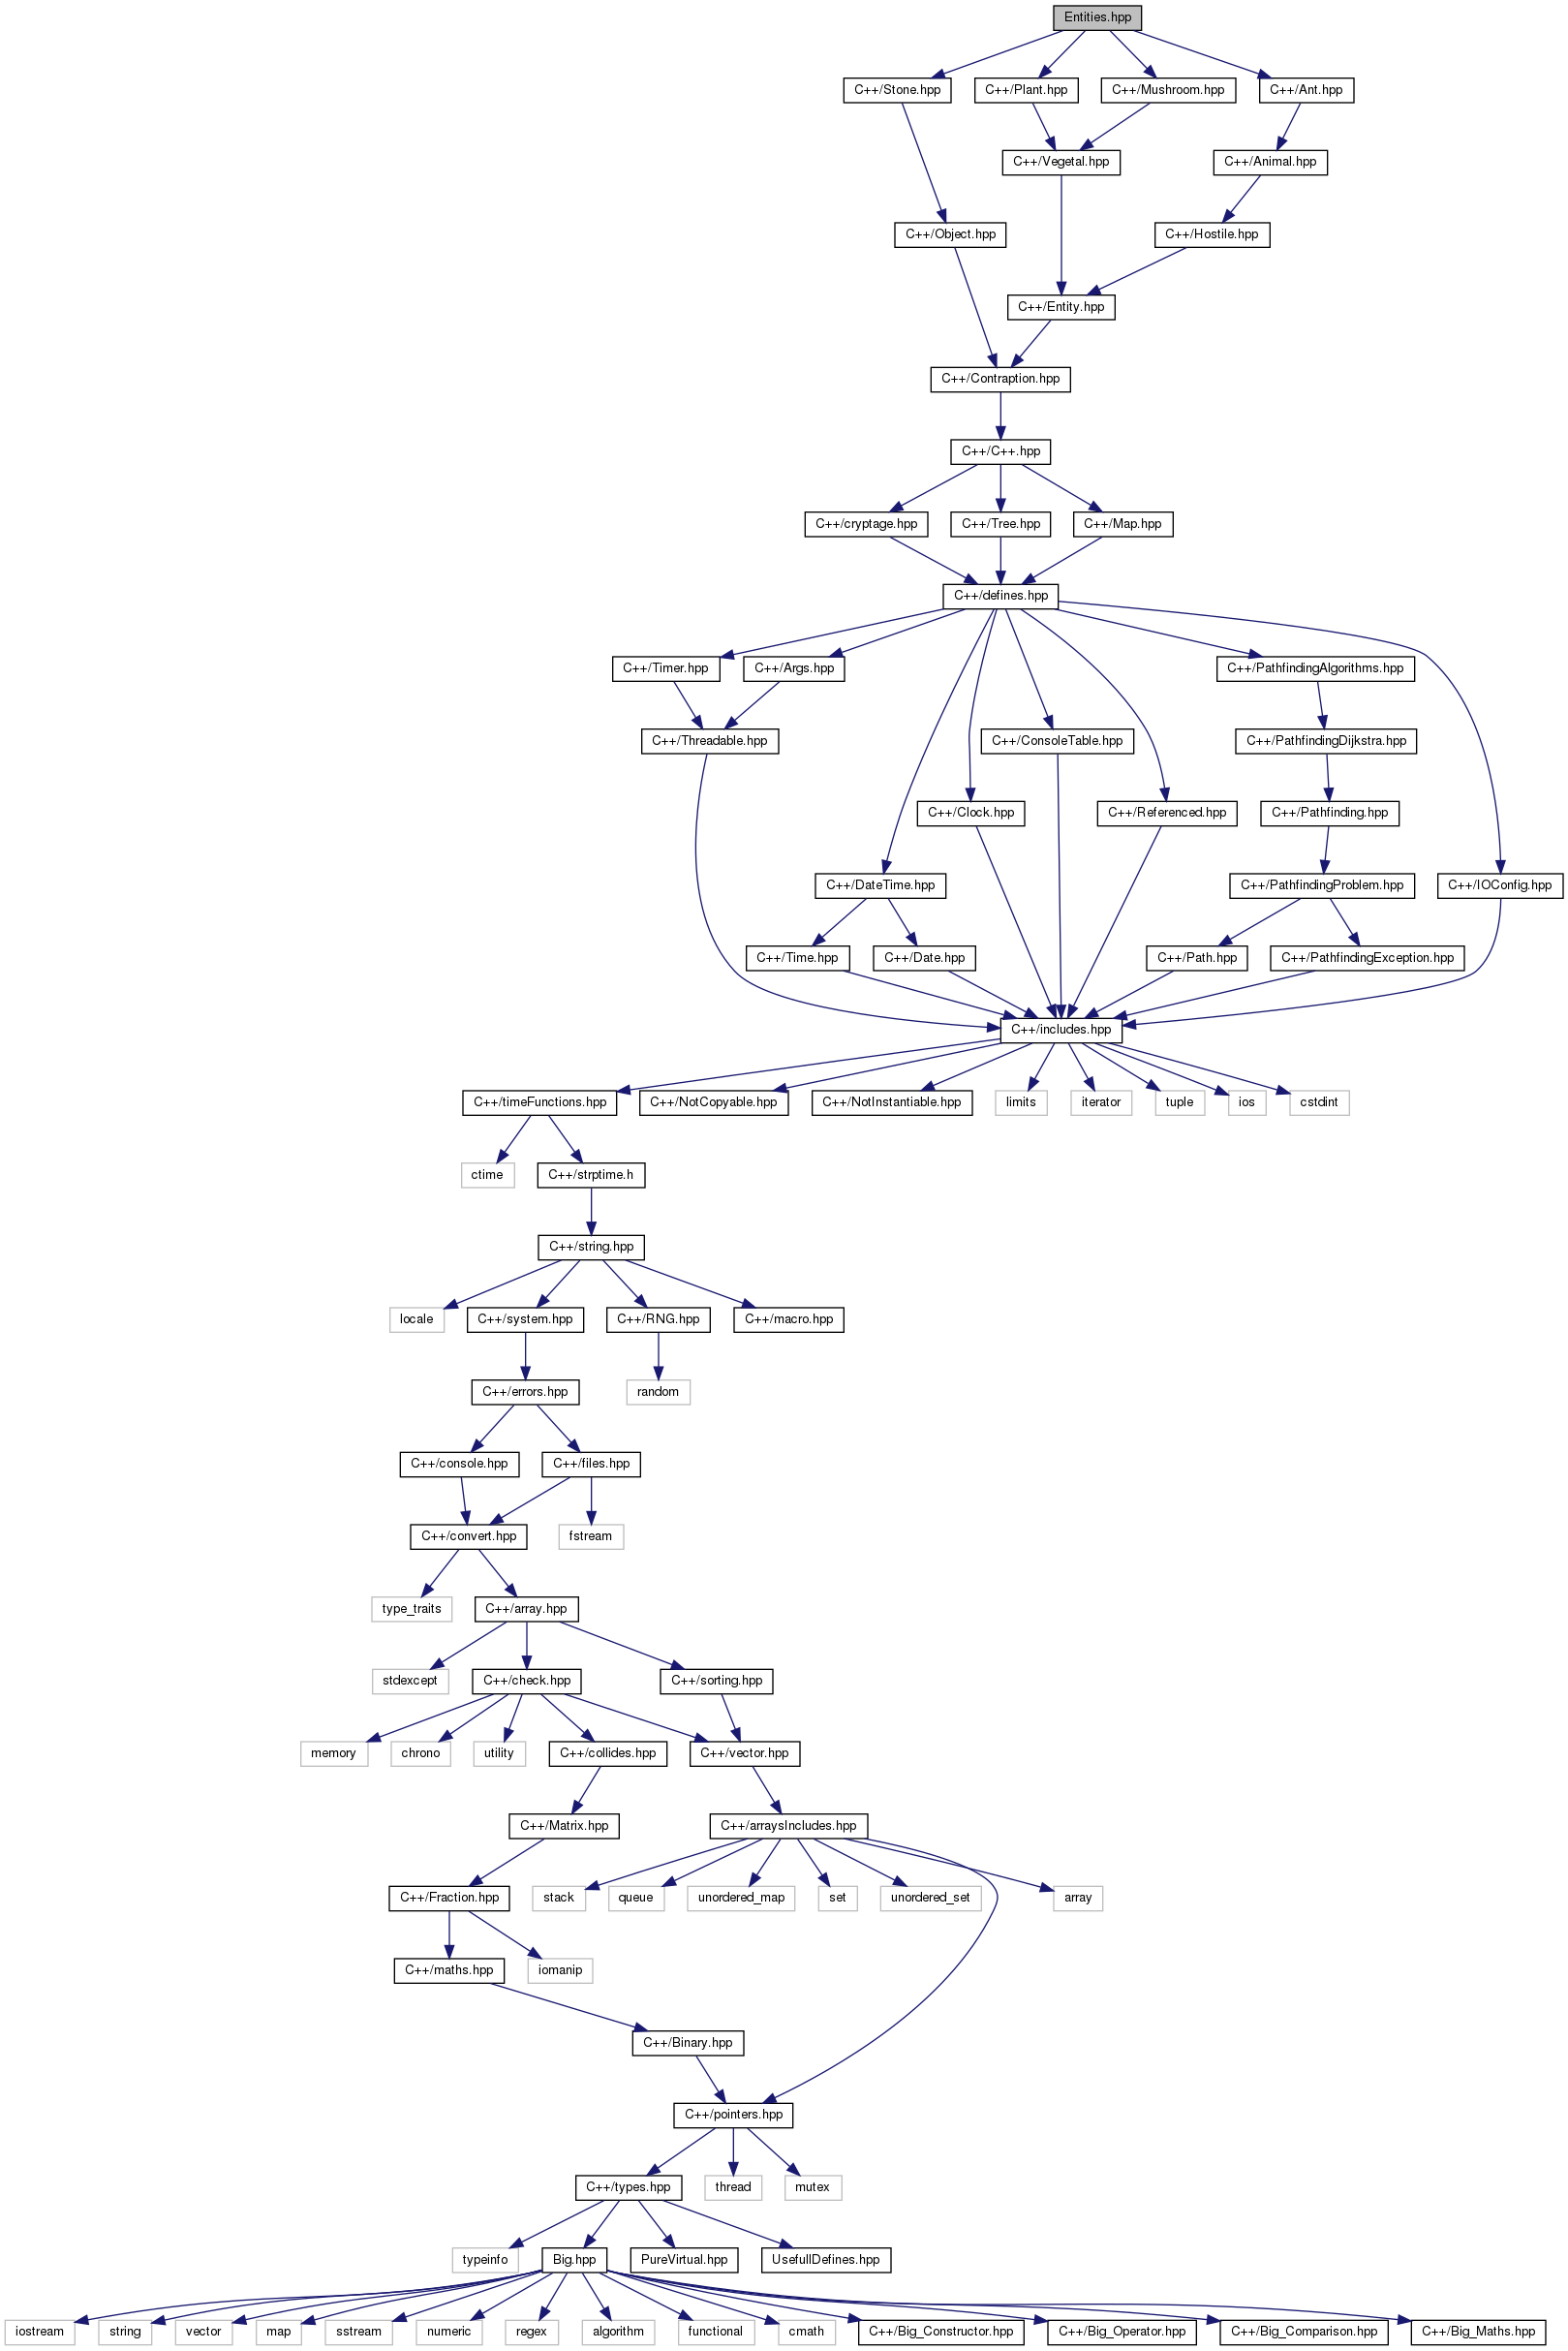 Entities.hpp
C++/Stone.hpp
C++/Plant.hpp
C++/Mushroom.hpp
C++/Ant.hpp
C++/Vegetal.hpp
C++/Animal.hpp
C++/Object.hpp
C++/Hostile.hpp
C++/Entity.hpp
C++/Contraption.hpp
C++/C++.hpp
C++/cryptage.hpp
C++/Tree.hpp
C++/Map.hpp
C++/defines.hpp
C++/Timer.hpp
C++/Args.hpp
C++/PathfindingAlgorithms.hpp
C++/Threadable.hpp
C++/ConsoleTable.hpp
C++/PathfindingDijkstra.hpp
C++/Clock.hpp
C++/Referenced.hpp
C++/Pathfinding.hpp
C++/DateTime.hpp
C++/PathfindingProblem.hpp
C++/IOConfig.hpp
C++/Time.hpp
C++/Date.hpp
C++/Path.hpp
C++/PathfindingException.hpp
C++/includes.hpp
C++/timeFunctions.hpp
C++/NotCopyable.hpp
C++/NotInstantiable.hpp
limits
iterator
tuple
ios
cstdint
ctime
C++/strptime.h
C++/string.hpp
locale
C++/system.hpp
C++/RNG.hpp
C++/macro.hpp
C++/errors.hpp
random
C++/console.hpp
C++/files.hpp
C++/convert.hpp
fstream
type_traits
C++/array.hpp
stdexcept
C++/check.hpp
C++/sorting.hpp
memory
chrono
utility
C++/collides.hpp
C++/vector.hpp
C++/Matrix.hpp
C++/arraysIncludes.hpp
C++/Fraction.hpp
stack
queue
unordered_map
set
unordered_set
array
C++/maths.hpp
iomanip
C++/Binary.hpp
C++/pointers.hpp
C++/types.hpp
thread
mutex
typeinfo
Big.hpp
PureVirtual.hpp
UsefullDefines.hpp
iostream
string
vector
map
sstream
numeric
regex
algorithm
functional
cmath
C++/Big_Constructor.hpp
C++/Big_Operator.hpp
C++/Big_Comparison.hpp
C++/Big_Maths.hpp